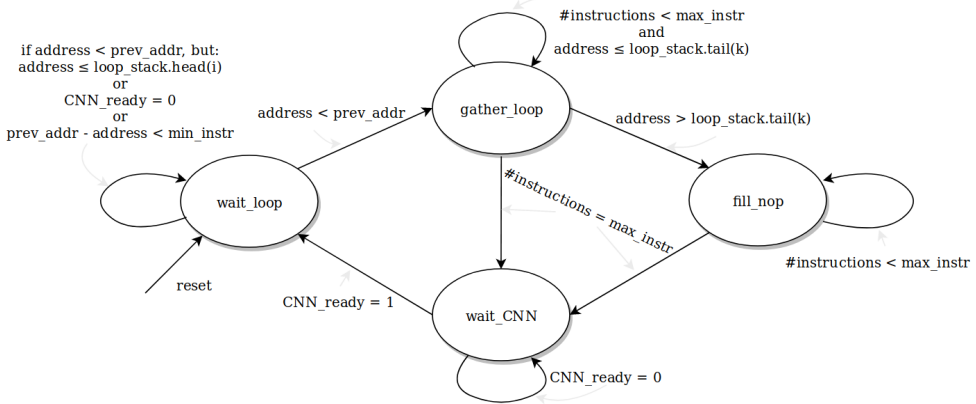 #instructions < max_instr
and
address ≤ loop_stack.tail(k)
if address < prev_addr, but:
address ≤ loop_stack.head(i)
or
CNN_ready = 0
or
prev_addr - address < min_instr
address < prev_addr
gather_loop
address > loop_stack.tail(k)
wait_loop
#instructions = max_instr
fill_nop
#instructions < max_instr
reset
CNN_ready = 1
wait_CNN
CNN_ready = 0